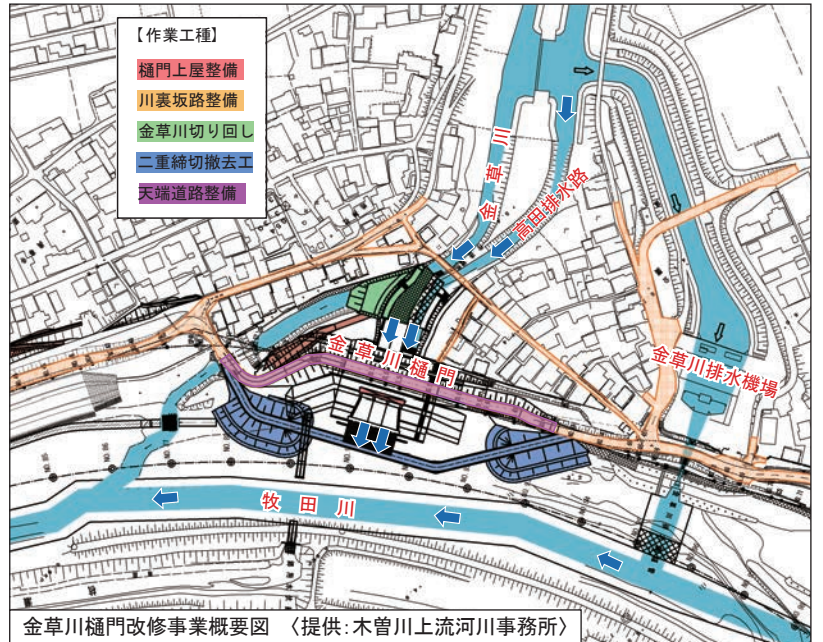 【作業工種】
樋門上屋整備
川裏坂路整備
金草川切り回し
二重締切撤去工
天端道路整備
金草川
高田排水路
金草川樋門
金草川排水機場
牧田川
金草川樋門改修事業概要図 〈提供:木曽川上流河川事務所〉